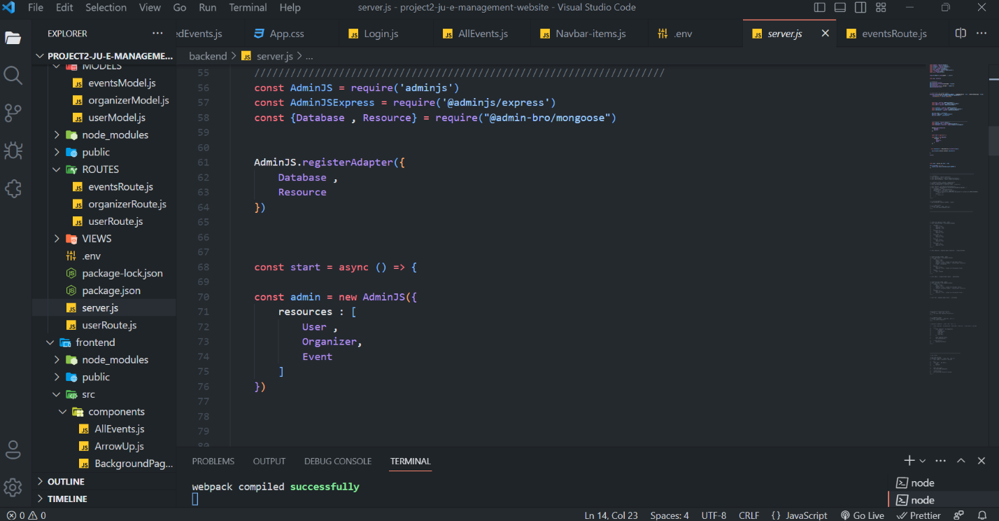 File Edit Selection View Go Run Terminal Help server.js - project2-ju-e-management-website - Visual Studio Code
EXPLORER ···
edEvents.js App.css Login.js AllEvents.js Navbar-items.js .env server.js eventsRoute.js
PROJECT2-JU-E-MANAGEME...
MODELS
eventsModel.js
organizerModel.js
userModel.js
node_modules
public
ROUTES
eventsRoute.js
organizerRoute.js
userRoute.js
VIEWS
.env
package-lock.json
package.json
server.js
userRoute.js
frontend
node_modules
public
src
components
AllEvents.js
ArrowUp.js
BackgroundPag...
OUTLINE
TIMELINE
backend > server.js > ...
55 ////////////////////////////////////////////////////////////////////
56 const AdminJS = require('adminjs')
57 const AdminJSExpress = require('@adminjs/express')
58 const {Database , Resource} = require("@admin-bro/mongoose")
59
60
61 AdminJS.registerAdapter({
62 Database ,
63 Resource
64 })
65
66
67
68 const start = async () => {
69
70 const admin = new AdminJS({
71 resources : [
72 User ,
73 Organizer,
74 Event
75 ]
76 })
77
78
79
80
PROBLEMS OUTPUT DEBUG CONSOLE TERMINAL
webpack compiled successfully
node
node
0 0 Ln 14, Col 23 Spaces: 4 UTF-8 CRLF {} JavaScript Go Live Prettier